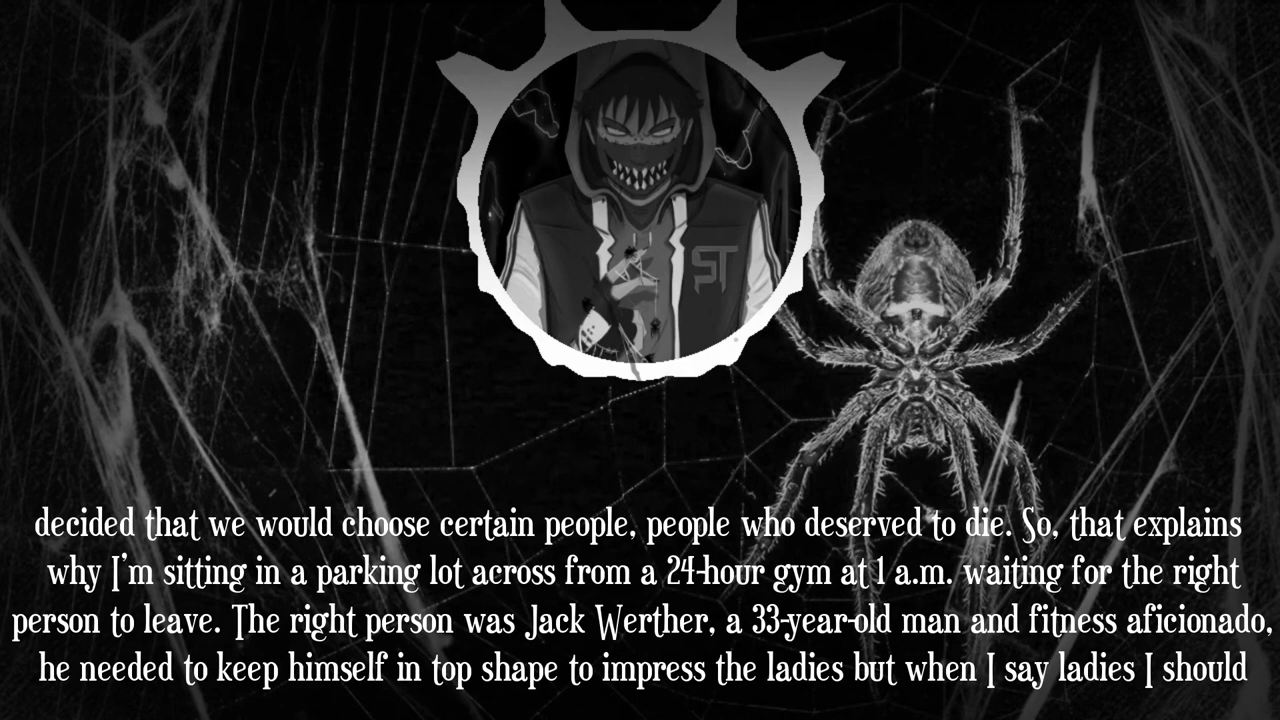 ST
decided that we would choose certain people, people who deserved to die. So, that explains
why I'm sitting in a parking lot across from a 24-hour gym at 1 a.m. waiting for the right
person to leave. The right person was Jack Werther, a 33-year-old man and fitness aficionado,
he needed to keep himself in top shape to impress the ladies but when I say ladies I should